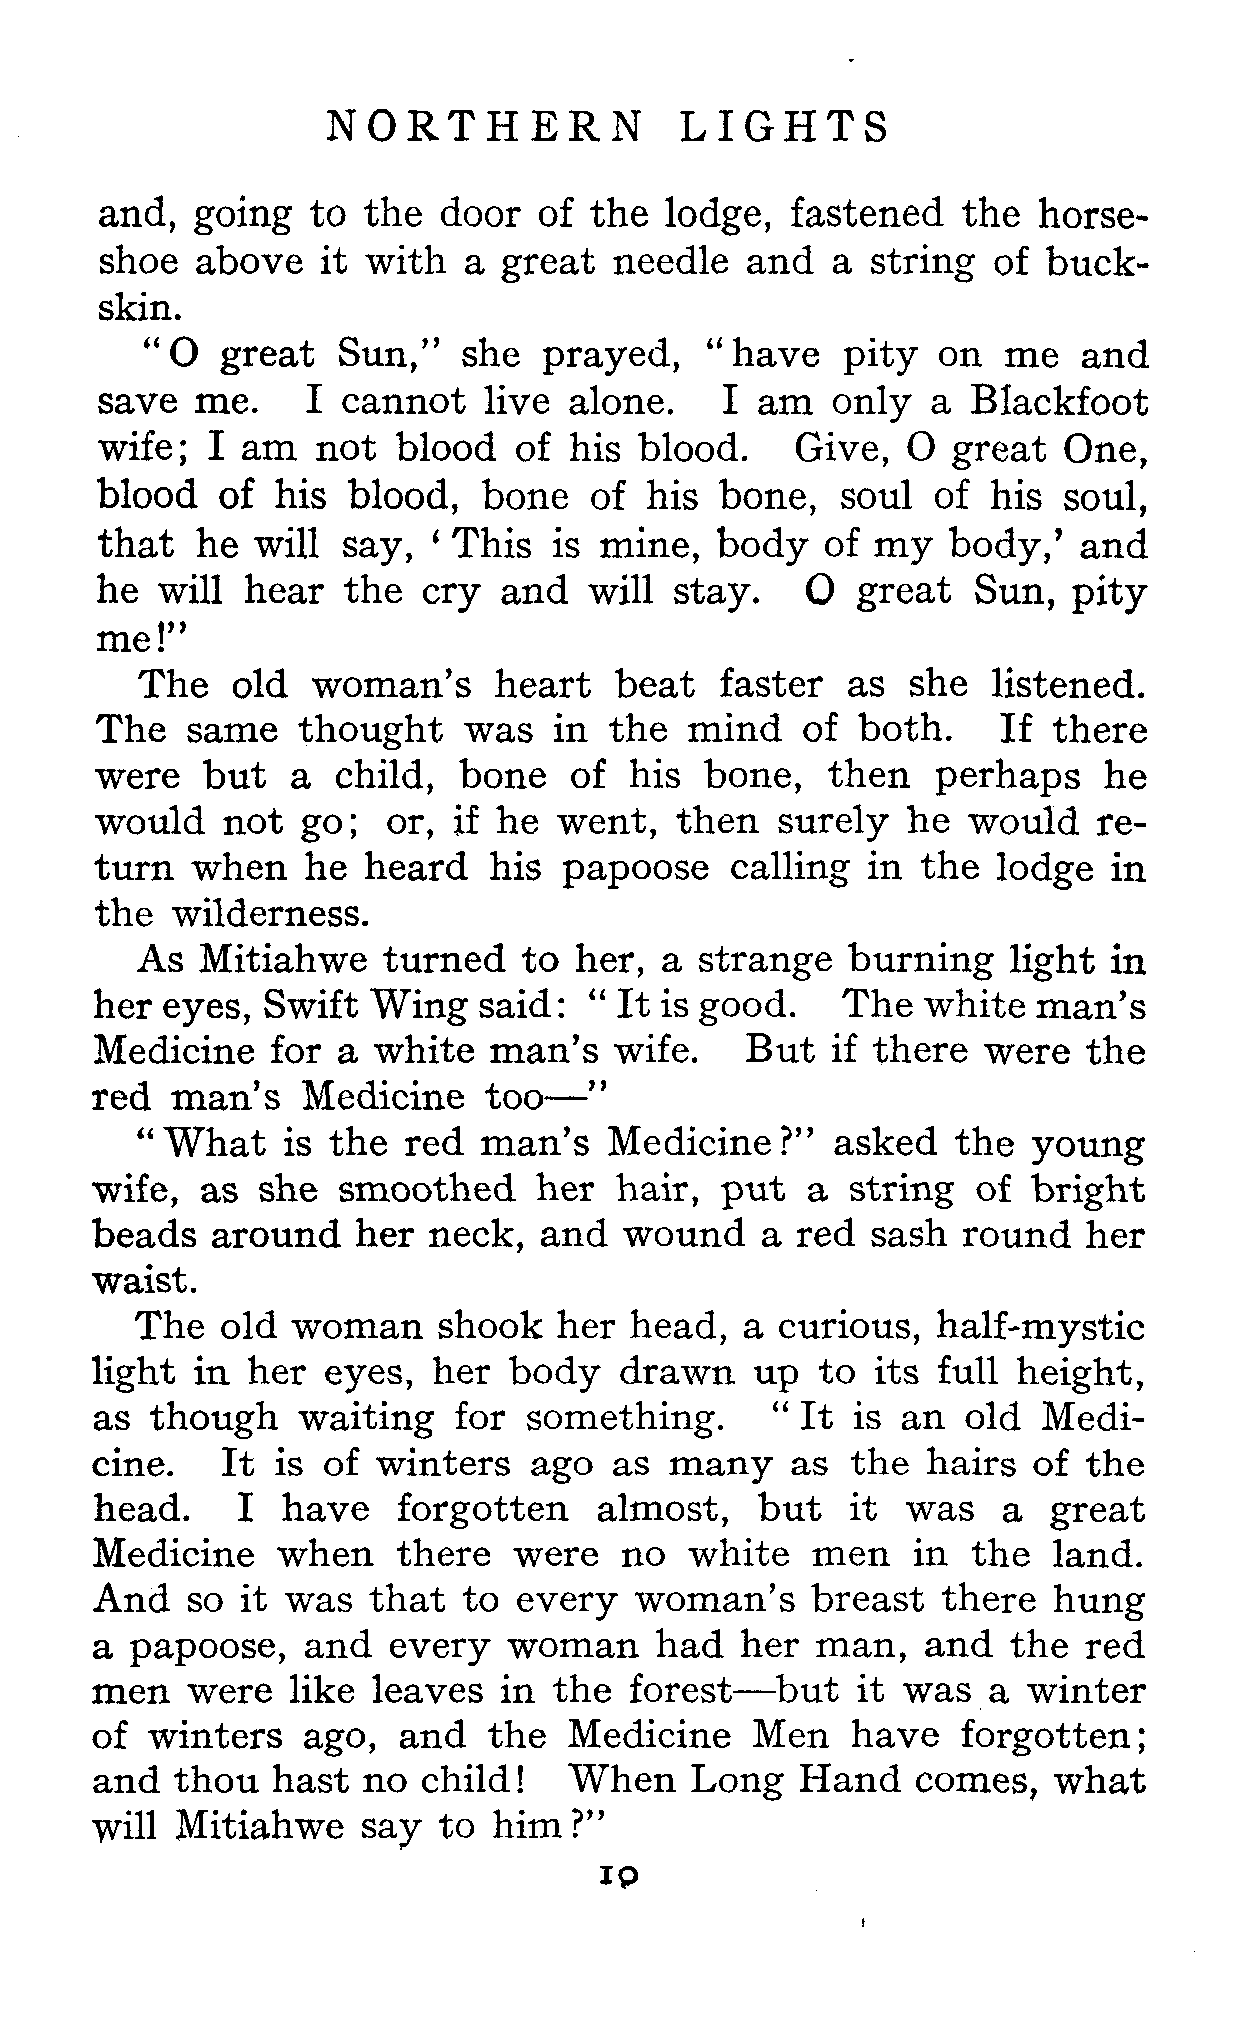 NORTHERN LIGHTS
and, going to the door of the lodge, fastened the horse-
shoe above it with a great needle and a string of buck-
skin.
"O great Sun," she prayed, "have pity on me and
save me. I cannot live alone. I am only a Blackfoot
wife; I am not blood of his blood. Give, O great One,
blood of his blood, bone of his bone, soul of his soul,
that he will say, 'This is mine, body of my body,' and
he will hear the cry and will stay. O great Sun, pity
me!"
The old woman's heart beat faster as she listened.
The same thought was in the mind of both. If there
were but a child, bone of his bone, then perhaps he
would not go; or, if he went, then surely he would re-
turn when he heard his papoose calling in the lodge in
the wilderness.
As Mitiahwe turned to her, a strange burning light in
her eyes, Swift Wing said: "It is good. The white man's
Medicine for a white man's wife. But if there were the
red man's Medicine too—"
"What is the red man's Medicine?" asked the young
wife, as she smoothed her hair, put a string of bright
beads around her neck, and wound a red sash round her
waist.
The old woman shook her head, a curious, half-mystic
light in her eyes, her body drawn up to its full height,
as though waiting for something. "It is an old Medi-
cine. It is of winters ago as many as the hairs of the
head. I have forgotten almost, but it was a great
Medicine when there were no white men in the land.
And so it was that to every woman's breast there hung
a papoose, and every woman had her man, and the red
men were like leaves in the forest—but it was a winter
of winters ago, and the Medicine Men have forgotten;
and thou hast no child! When Long Hand comes, what
will Mitiahwe say to him?"
10